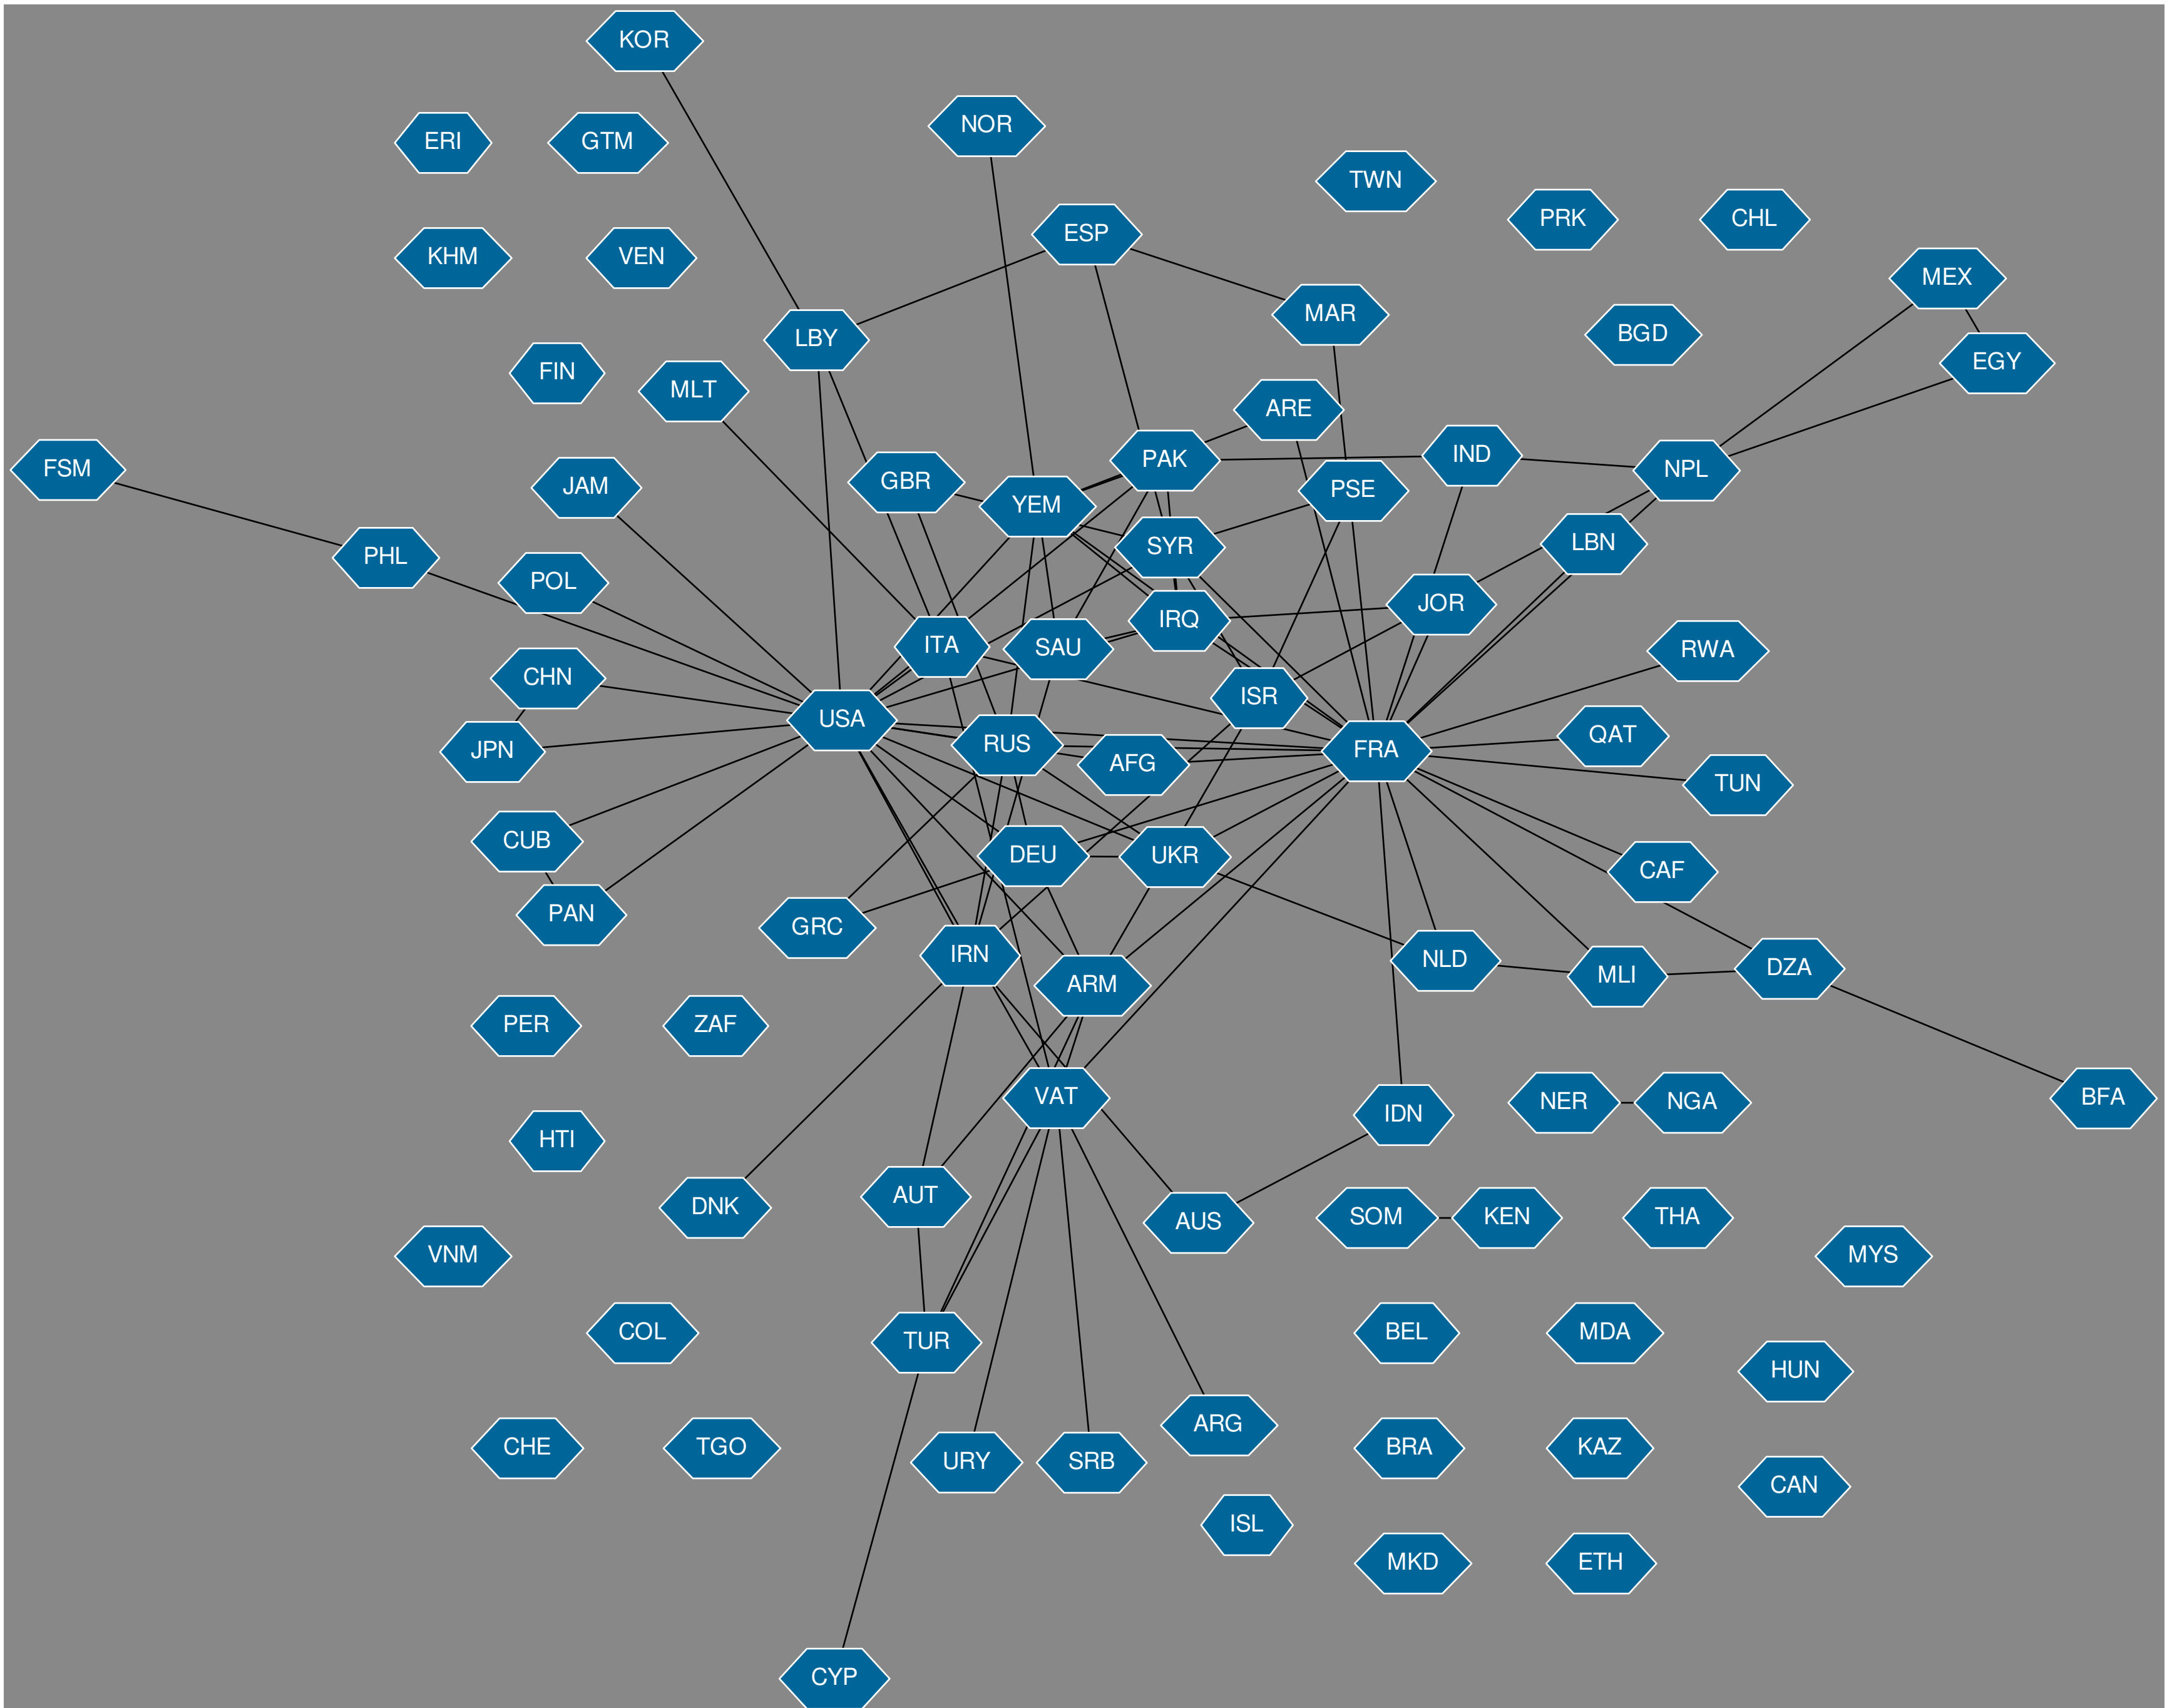 KOR
NOR
ERI
GTM
TWN
PRK
CHL
ESP
KHM
VEN
MEX
MAR
LBY
BGD
EGY
FIN
MLT
ARE
PAK
IND
FSM
NPL
JAM
GBR
PSE
YEM
SYR
LBN
PHL
POL
JOR
IRQ
ITA
SAU
RWA
CHN
ISR
USA
QAT
JPN
RUS
FRA
AFG
TUN
CUB
DEU
UKR
CAF
PAN
GRC
IRN
NLD
DZA
MLI
ARM
PER
ZAF
VAT
BFA
NER
NGA
IDN
HTI
AUT
DNK
AUS
SOM
KEN
THA
VNM
MYS
COL
BEL
MDA
TUR
HUN
ARG
CHE
TGO
BRA
KAZ
URY
SRB
CAN
ISL
MKD
ETH
CYP